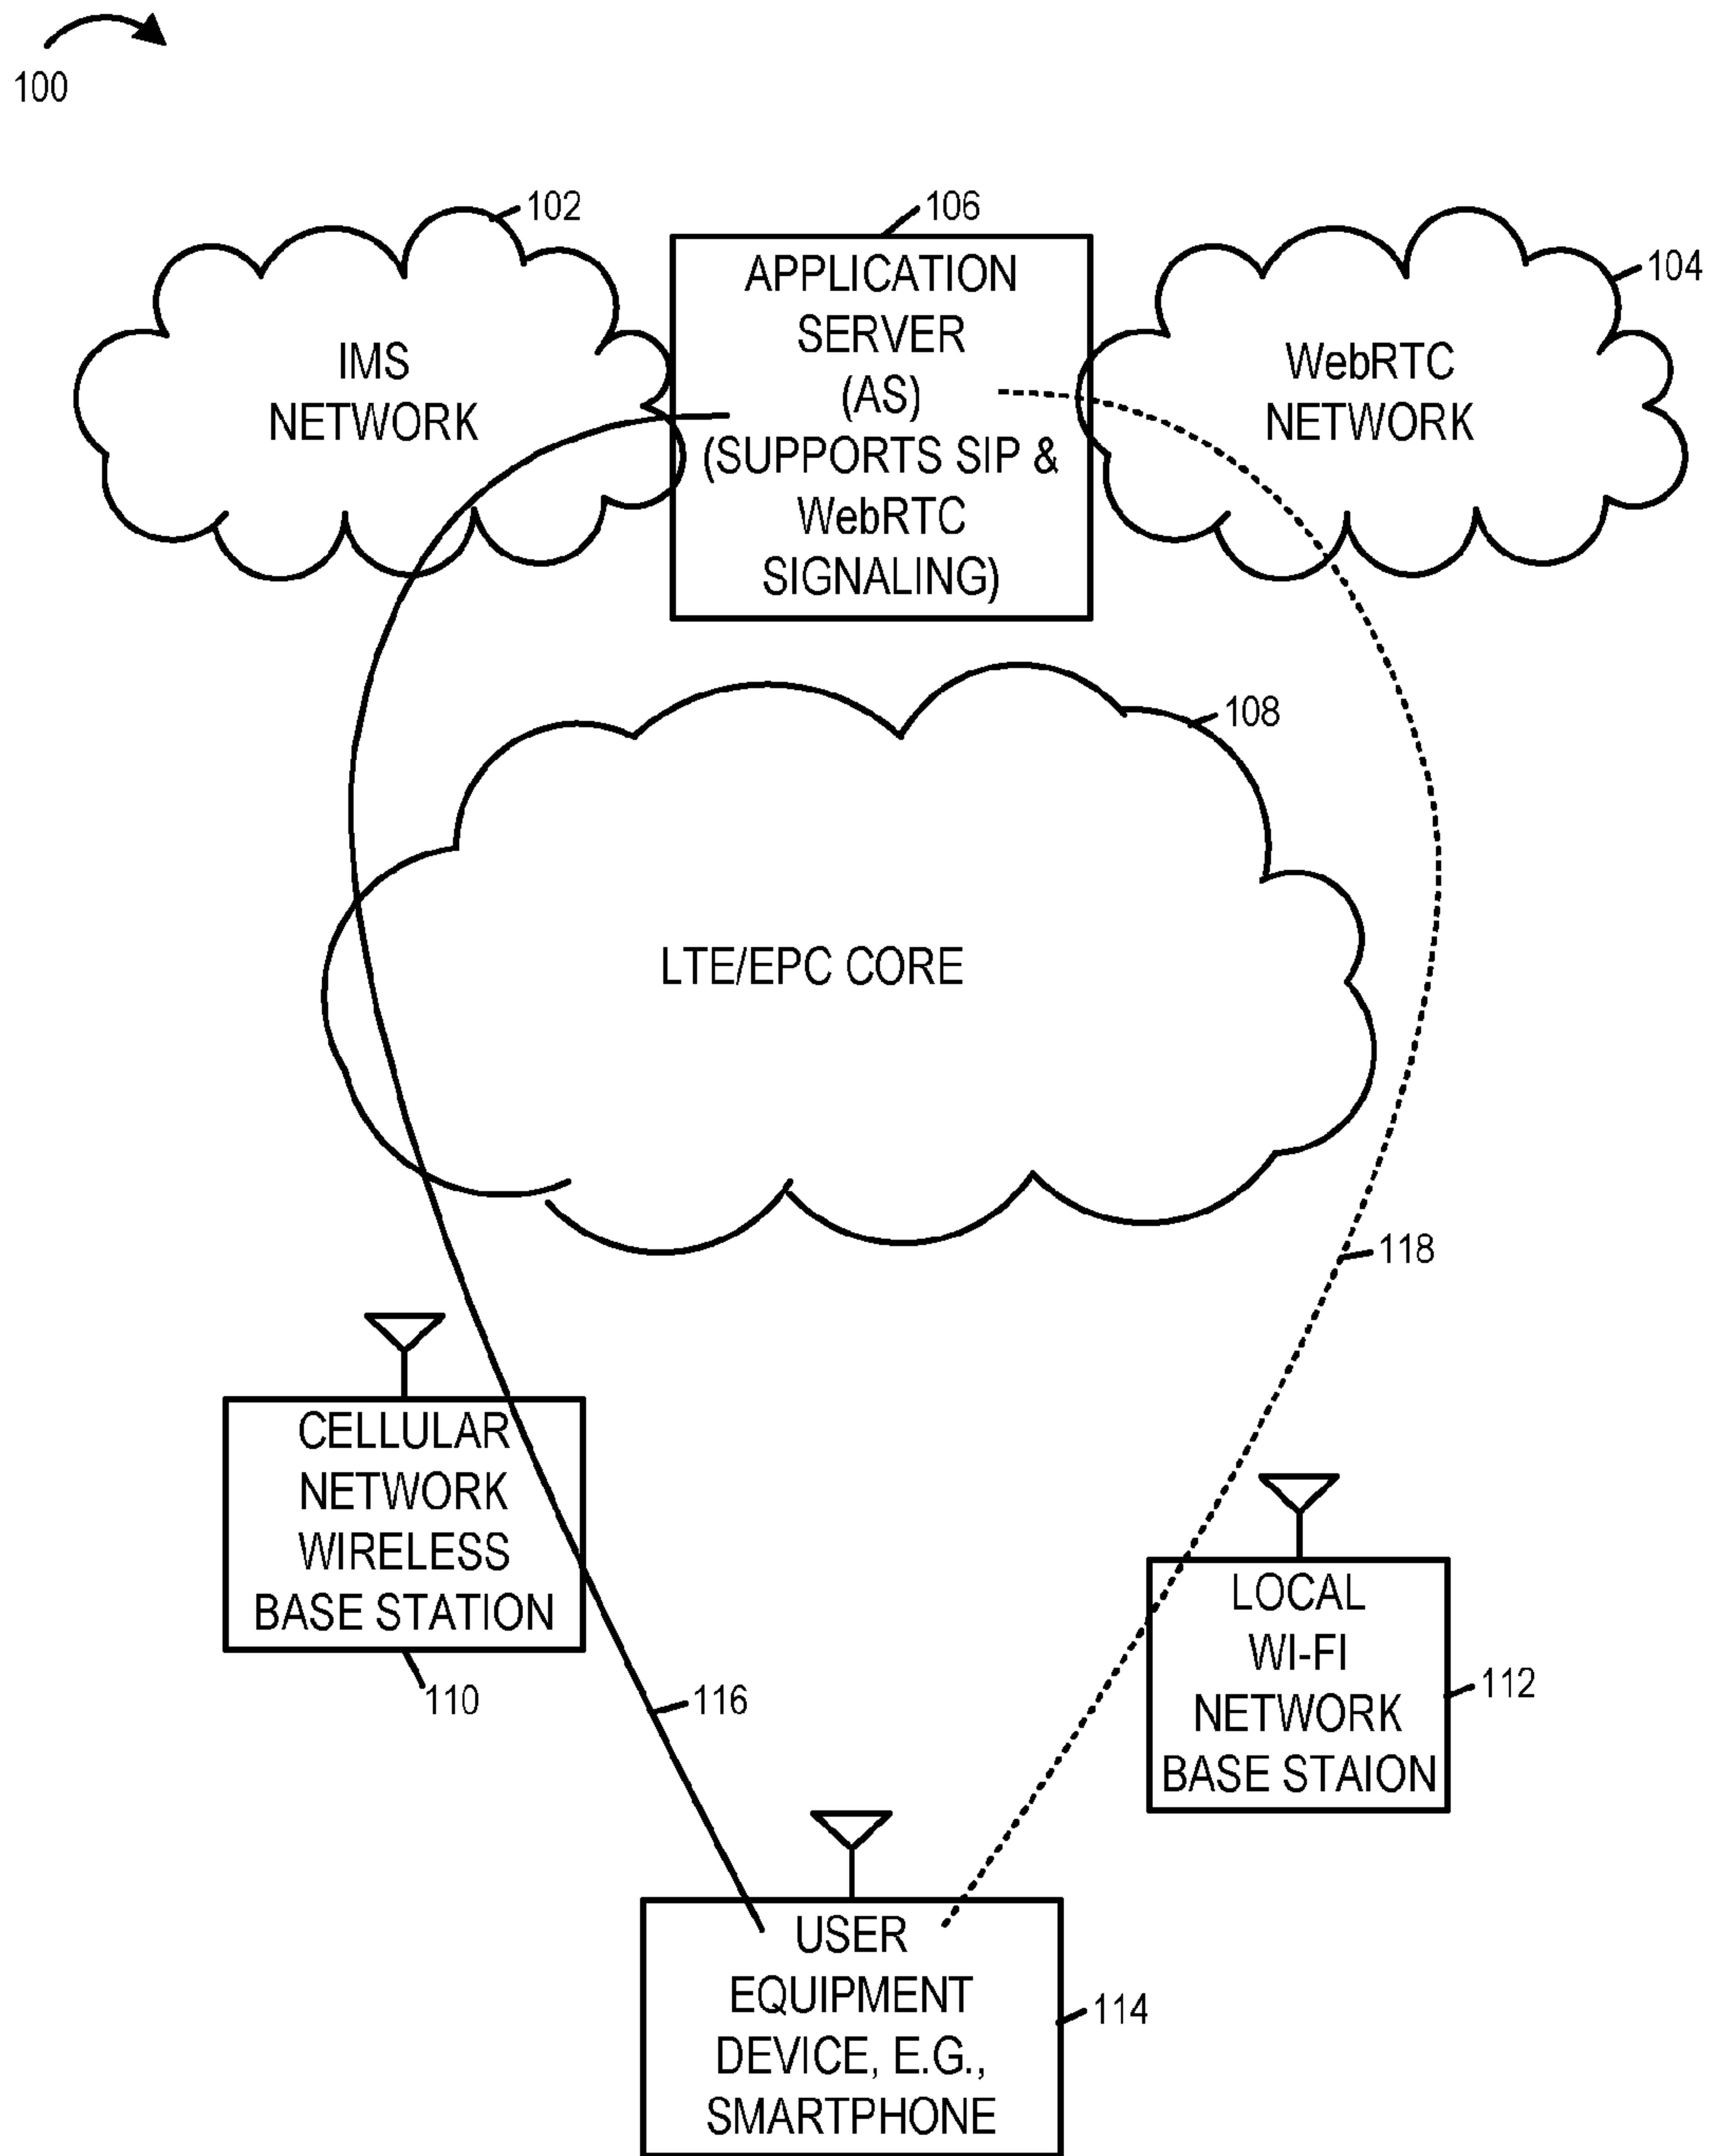 100
102
106
104
IMS
NETWORK
APPLICATION
SERVER
(AS)
(SUPPORTS SIP &
WebRTC
SIGNALING)
WebRTC
NETWORK
108
LTE/EPC CORE
118
CELLULAR
NETWORK
WIRELESS
BASE STATION
110
116
LOCAL
WI-FI
NETWORK
BASE STAION
112
USER
EQUIPMENT
DEVICE, E.G.,
SMARTPHONE
114